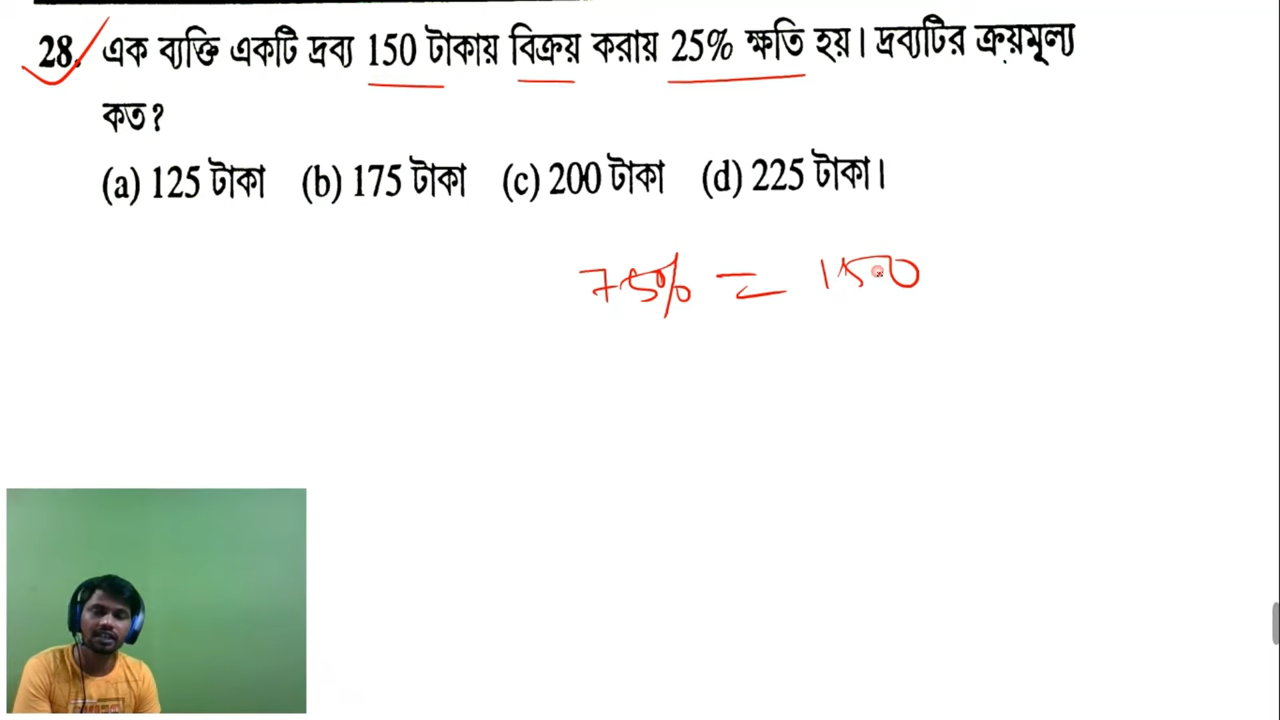 28. এক ব্যক্তি একটি দ্রব্য 150 টাকায় বিক্রয় করায় 25% ক্ষতি হয়। দ্রব্যটির ক্রয়মূল্য
কত?
(a) 125 টাকা (b) 175 টাকা (c) 200 টাকা (d) 225 টাকা।
75% = 150